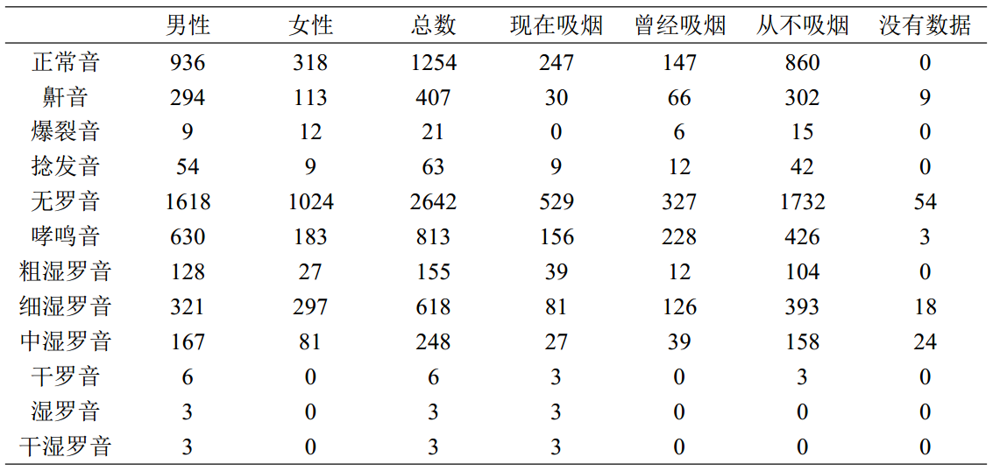 男性 女性 总数 现在吸烟 曾经吸烟 从不吸烟 没有数据
正常音 936 318 1254 247 147 860 0
鼾音 294 113 407 30 66 302 9
爆裂音 9 12 21 0 6 15 0
捻发音 54 9 63 9 12 42 0
无罗音 1618 1024 2642 529 327 1732 54
哮鸣音 630 183 813 156 228 426 3
粗湿罗音 128 27 155 39 12 104 0
细湿罗音 321 297 618 81 126 393 18
中湿罗音 167 81 248 27 39 158 24
干罗音 6 0 6 3 0 3 0
湿罗音 3 0 3 3 0 0 0
干湿罗音 3 0 3 3 0 0 0